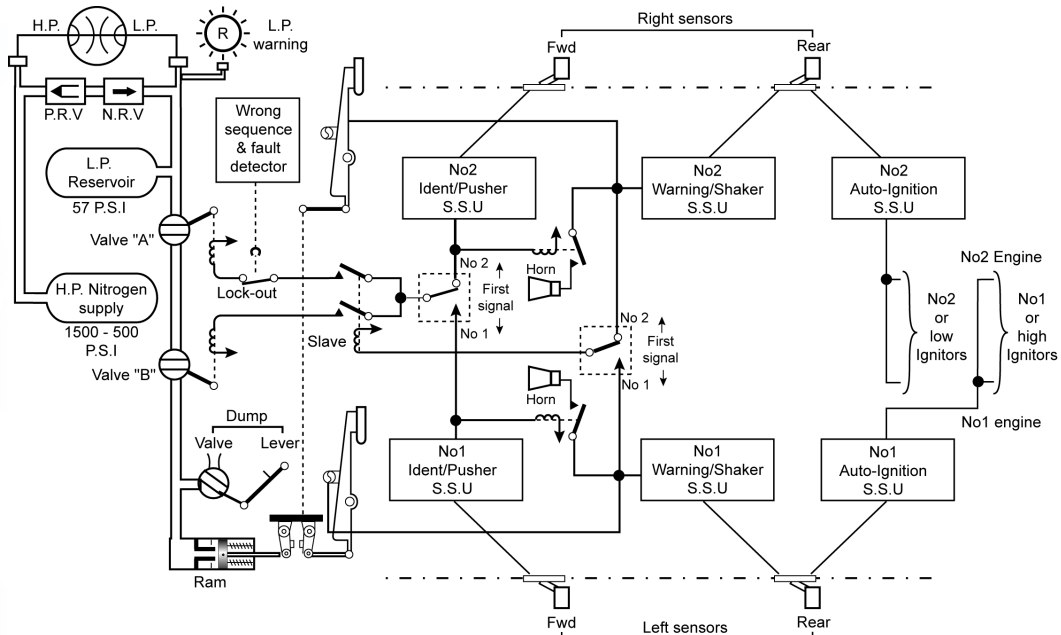 Right sensors
H.P.
L.P.
R
L.P.
warning
Fwd
Rear
P.R.V
N.R.V
Wrong
sequence
& fault
detector
L.P.
Reservoir
57 P.S.I
No2
Ident/Pusher
S.S.U
No2
Warning/Shaker
S.S.U
No2
Auto-Ignition
S.S.U
Valve "A"
No 2
First
signal
No 1
Horn
Lock-out
H.P. Nitrogen
supply
1500 - 500
P.S.I
Slave
No 2
First
signal
No 1
No2 Engine
No2
or
low
Ignitors
No1
or
high
Ignitors
Valve "B"
Horn
No1 engine
Dump
Valve
Lever
No1
Ident/Pusher
S.S.U
No1
Warning/Shaker
S.S.U
No1
Auto-Ignition
S.S.U
Ram
Fwd
Left sensors
Rear